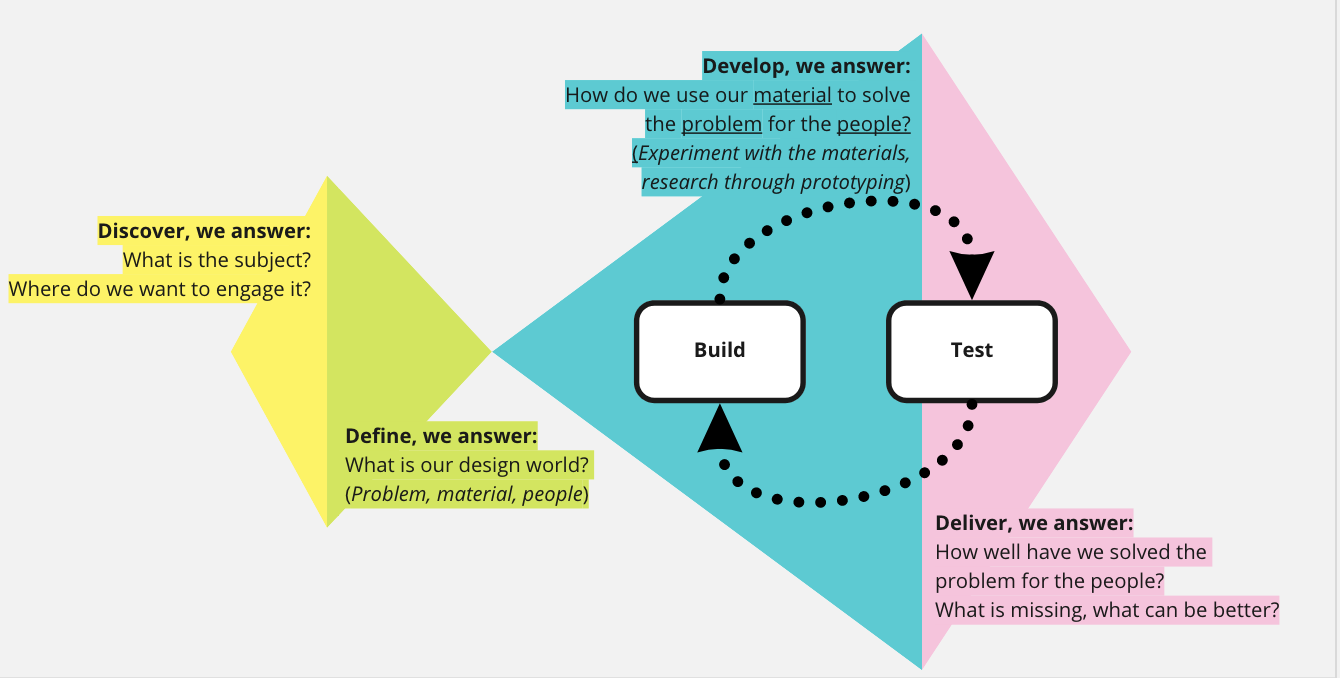 Discover, we answer:
What is the subject?
Where do we want to engage it?
Define, we answer:
What is our design world?
(Problem, material, people)
Develop, we answer:
How do we use our material to solve
the problem for the people?
(Experiment with the materials,
research through prototyping)
Build
Test
Deliver, we answer:
How well have we solved the
problem for the people?
What is missing, what can be better?